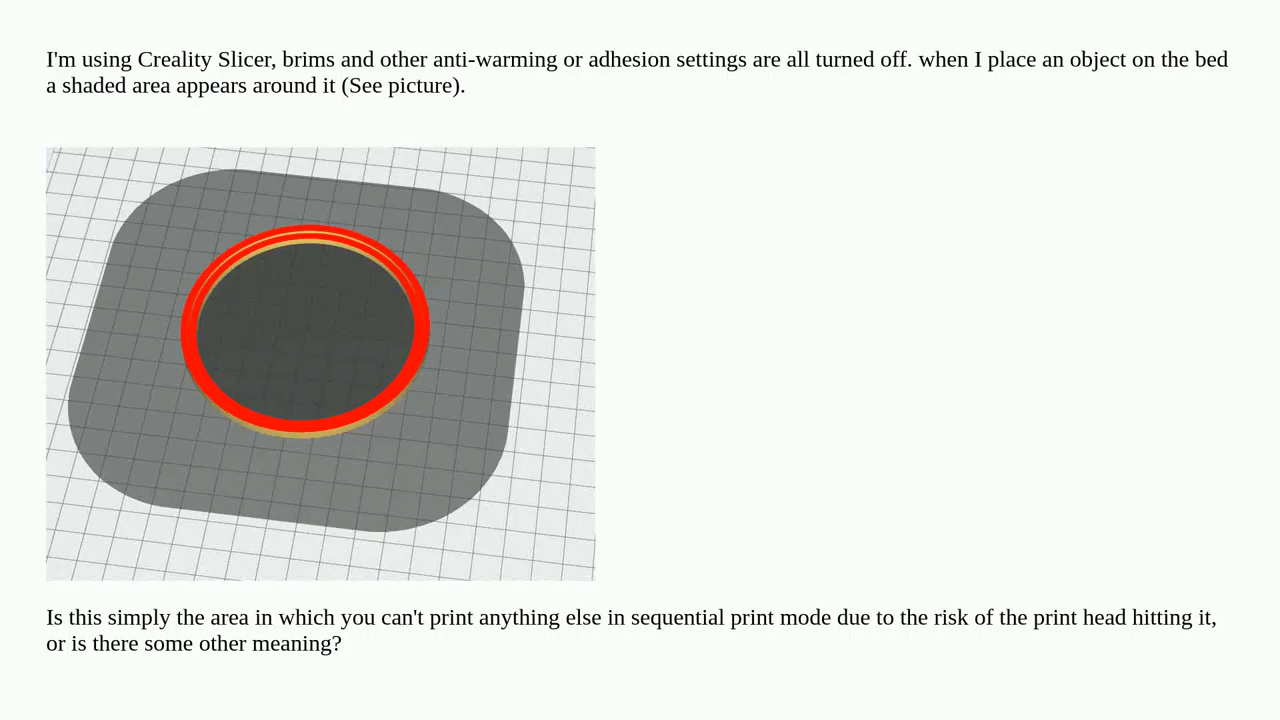 I'm using Creality Slicer, brims and other anti-warming or adhesion settings are all turned off. when I place an object on the bed
a shaded area appears around it (See picture).
Is this simply the area in which you can't print anything else in sequential print mode due to the risk of the print head hitting it,
or is there some other meaning?